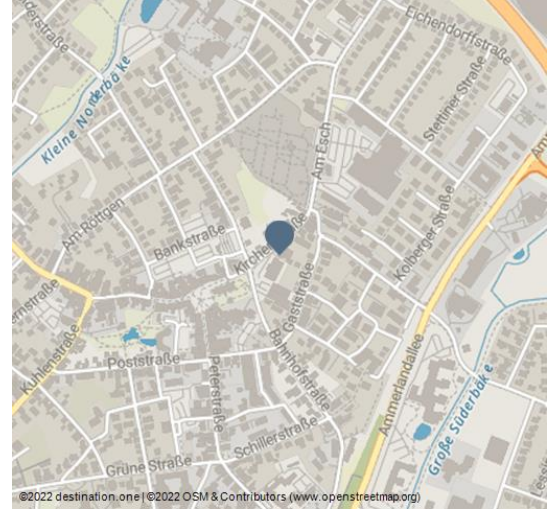 Eichendorffstraße
Stettiner Straße
Kleine Norderbäke
Am Esch
Am Röttgen
Bankstraße
Kirchenstraße
Kolberger Straße
Gaststraße
Kuhlenstraße
Poststraße
Peterstraße
Bahnhofstraße
Ammerlandallee
Große Süderbäke
Schillerstraße
Grüne Straße
©2022 destination.one | ©2022 OSM & Contributors (www.openstreetmap.org)